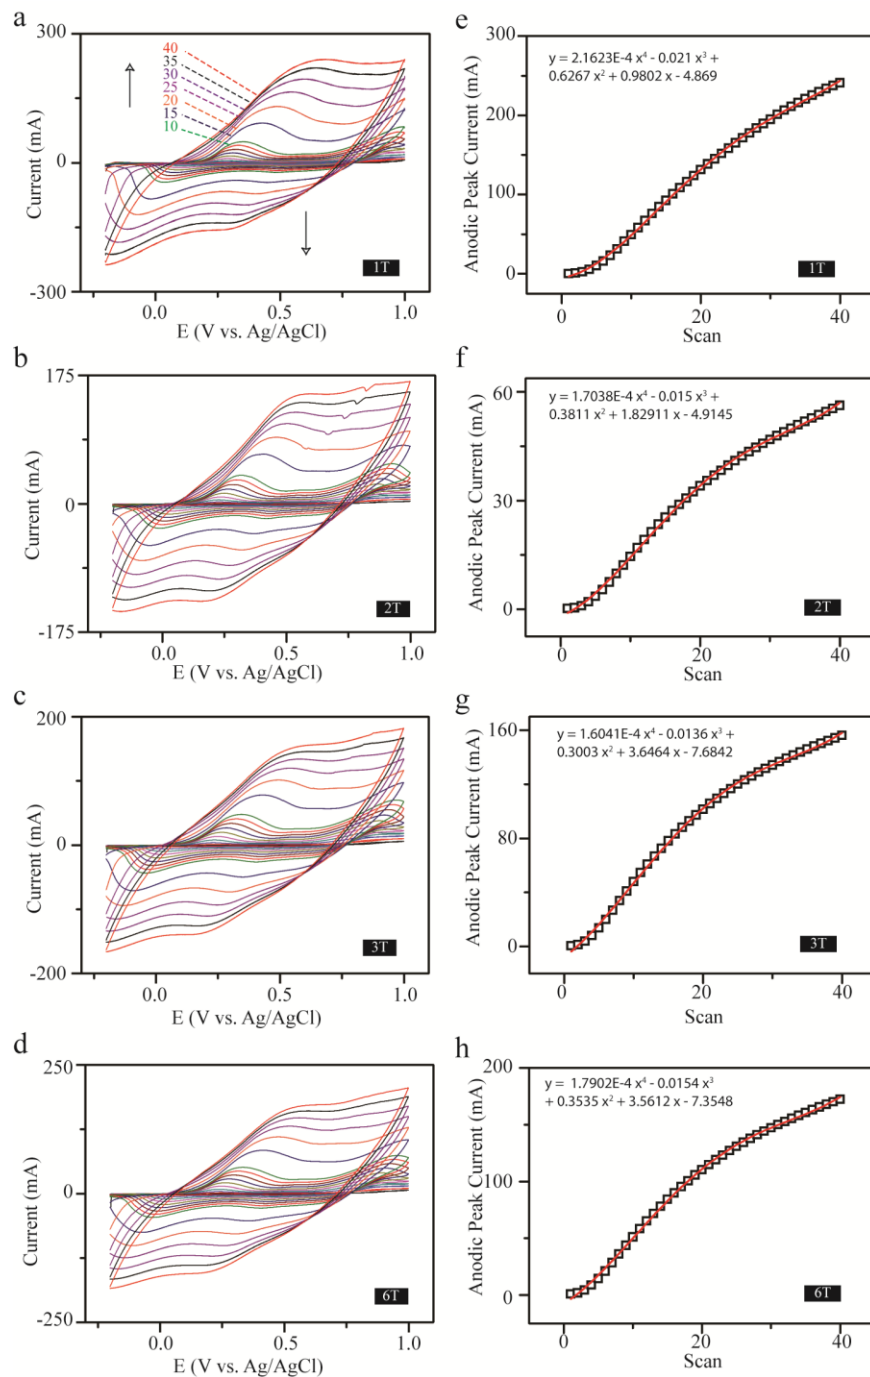 a
300
0
-300
Current (mA)
40
35
30
25
20
15
10
1T
0.0
0.5
1.0
E (V vs. Ag/AgCl)
e
300
200
100
0
Anodic Peak Current (mA)
y = 2.1623E-4 x⁴ - 0.021 x³ +
0.6267 x² + 0.9802 x - 4.869
1T
0
20
40
Scan
b
175
0
-175
Current (mA)
2T
0.0
0.5
1.0
E (V vs. Ag/AgCl)
f
60
30
0
Anodic Peak Current (mA)
y = 1.7038E-4 x⁴ - 0.015 x³ +
0.3811 x² + 1.82911 x - 4.9145
2T
0
20
40
Scan
c
200
0
-200
Current (mA)
3T
0.0
0.5
1.0
E (V vs. Ag/AgCl)
g
160
80
0
Anodic Peak Current (mA)
y = 1.6041E-4 x⁴ - 0.0136 x³ +
0.3003 x² + 3.6464 x - 7.6842
3T
0
20
40
Scan
d
250
0
-250
Current (mA)
6T
0.0
0.5
1.0
E (V vs. Ag/AgCl)
h
200
100
0
Anodic Peak Current (mA)
y = 1.7902E-4 x⁴ - 0.0154 x³
+ 0.3535 x² + 3.5612 x - 7.3548
6T
0
20
40
Scan